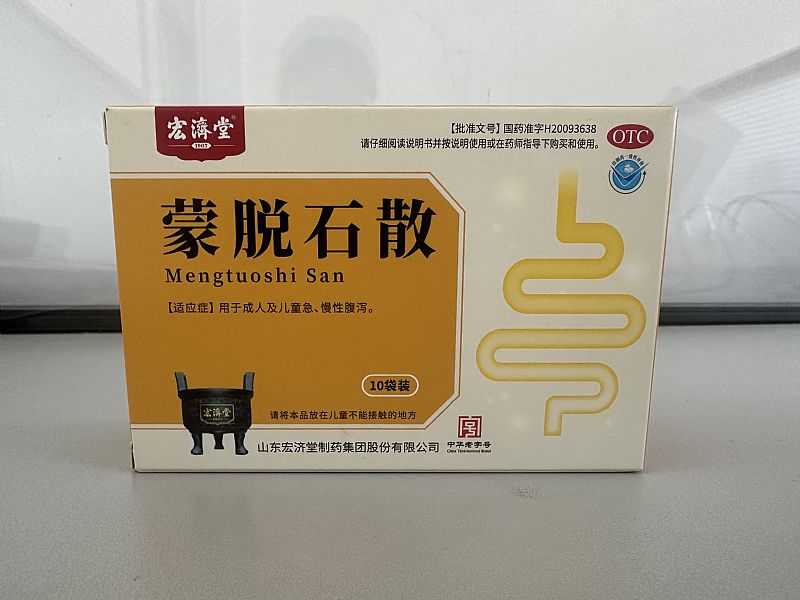 宏濟堂
1907
【批准文号】国药准字H20093638
请仔细阅读说明书并按说明使用或在药师指导下购买和使用。
OTC
蒙脱石散
Mengtuoshi San
【适应症】用于成人及儿童急、慢性腹泻。
10袋装
宏濟堂
请将本品放在儿童不能接触的地方
山东宏济堂制药集团股份有限公司
中华老字号
China Time-honored Brand